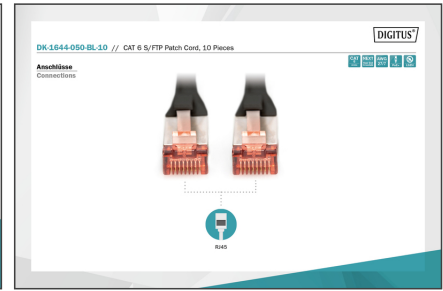 DIGITUS®
DK-1644-050-BL-10 // CAT 6 S/FTP Patch Cord, 10 Pieces
Anschlüsse
Connections
RJ45